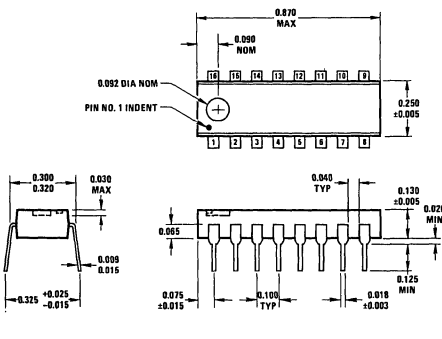 0.870
MAX
0.090
NOM
16 15 14 13 12 11 10 9
0.092 DIA NOM
PIN NO. 1 INDENT
0.250
±0.005
1 2 3 4 5 6 7 8
0.300
0.320
0.030
MAX
0.040
TYP
0.130
±0.005
0.020
MIN
0.065
0.009
0.015
0.125
MIN
0.325 +0.025
-0.015
0.075
±0.015
0.100
TYP
0.018
±0.003